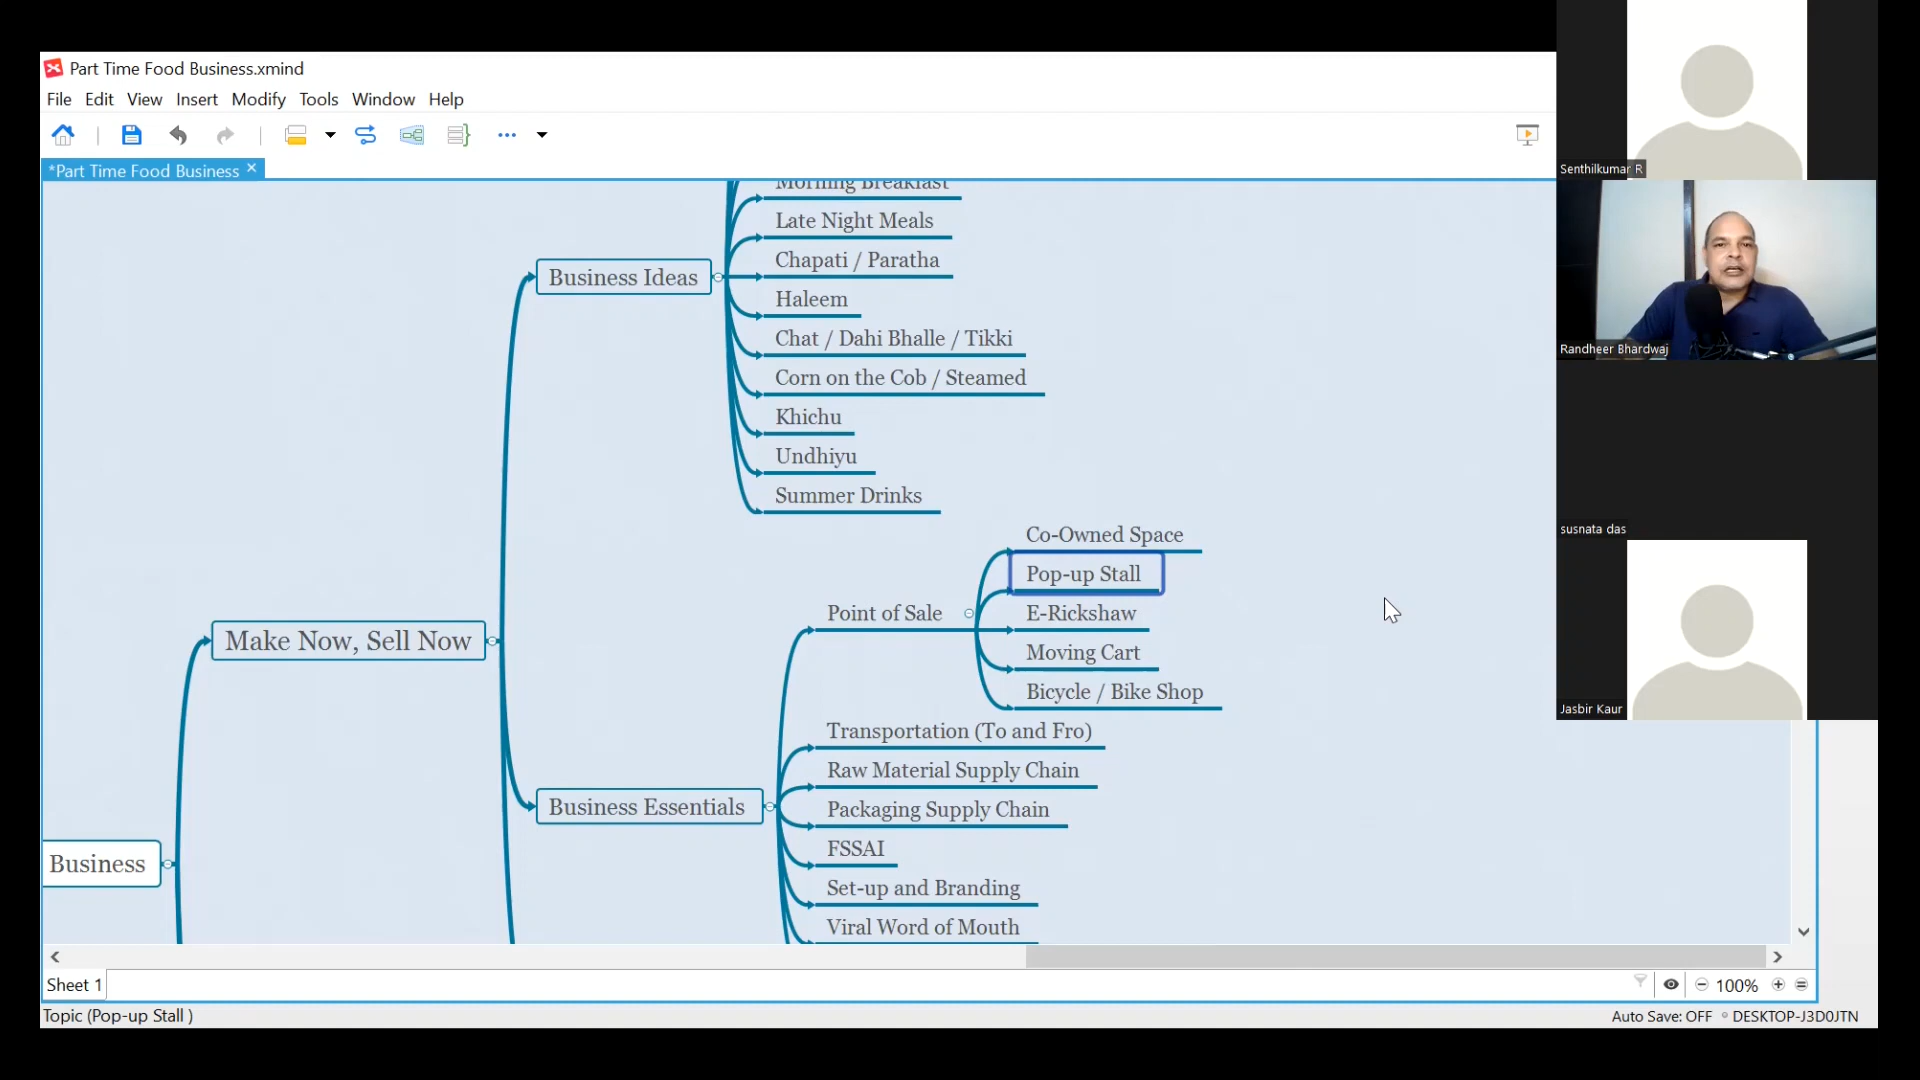 Part Time Food Business.xmind
File Edit View Insert Modify Tools Window Help
*Part Time Food Business
Morning Breakfast
Late Night Meals
Chapati / Paratha
Business Ideas
Haleem
Chat / Dahi Bhalle / Tikki
Corn on the Cob / Steamed
Khichu
Undhiyu
Summer Drinks
Co-Owned Space
Pop-up Stall
Point of Sale
E-Rickshaw
Make Now, Sell Now
Moving Cart
Bicycle / Bike Shop
Transportation (To and Fro)
Raw Material Supply Chain
Business Essentials
Packaging Supply Chain
FSSAI
Business
Set-up and Branding
Viral Word of Mouth
Sheet 1
100%
Topic (Pop-up Stall )
Auto Save: OFF
DESKTOP-J3D0JTN
Senthilkumar R
Randheer Bhardwaj
susnata das
Jasbir Kaur